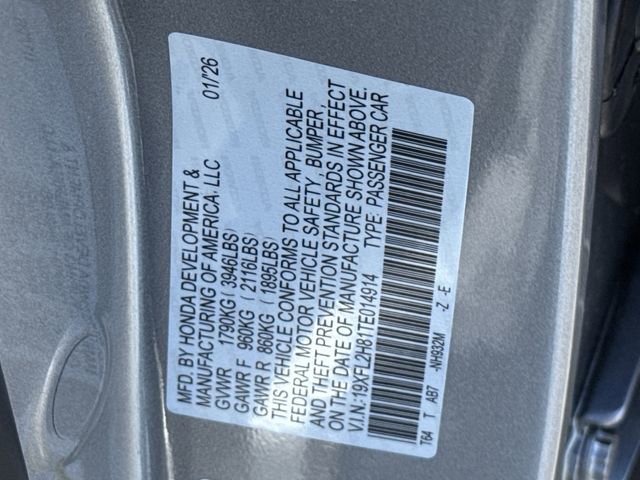 MFD. BY HONDA DEVELOPMENT & 01/'26
MANUFACTURING OF AMERICA, LLC
GVWR 1790KG(3946LBS)
GAWR F 960KG (2116LBS)
GAWR R 860KG (1895LBS)
THIS VEHICLE CONFORMS TO ALL APPLICABLE
FEDERAL MOTOR VEHICLE SAFETY, BUMPER,
AND THEFT PREVENTION STANDARDS IN EFFECT
ON THE DATE OF MANUFACTURE SHOWN ABOVE.
V.I.N.:19XFL2H81TE014914 TYPE: PASSENGER CAR
T64 T AB7 -NH932M -Z -E